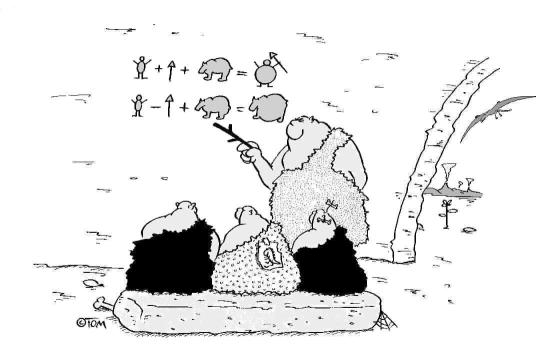 + + =
- + =
©TOM